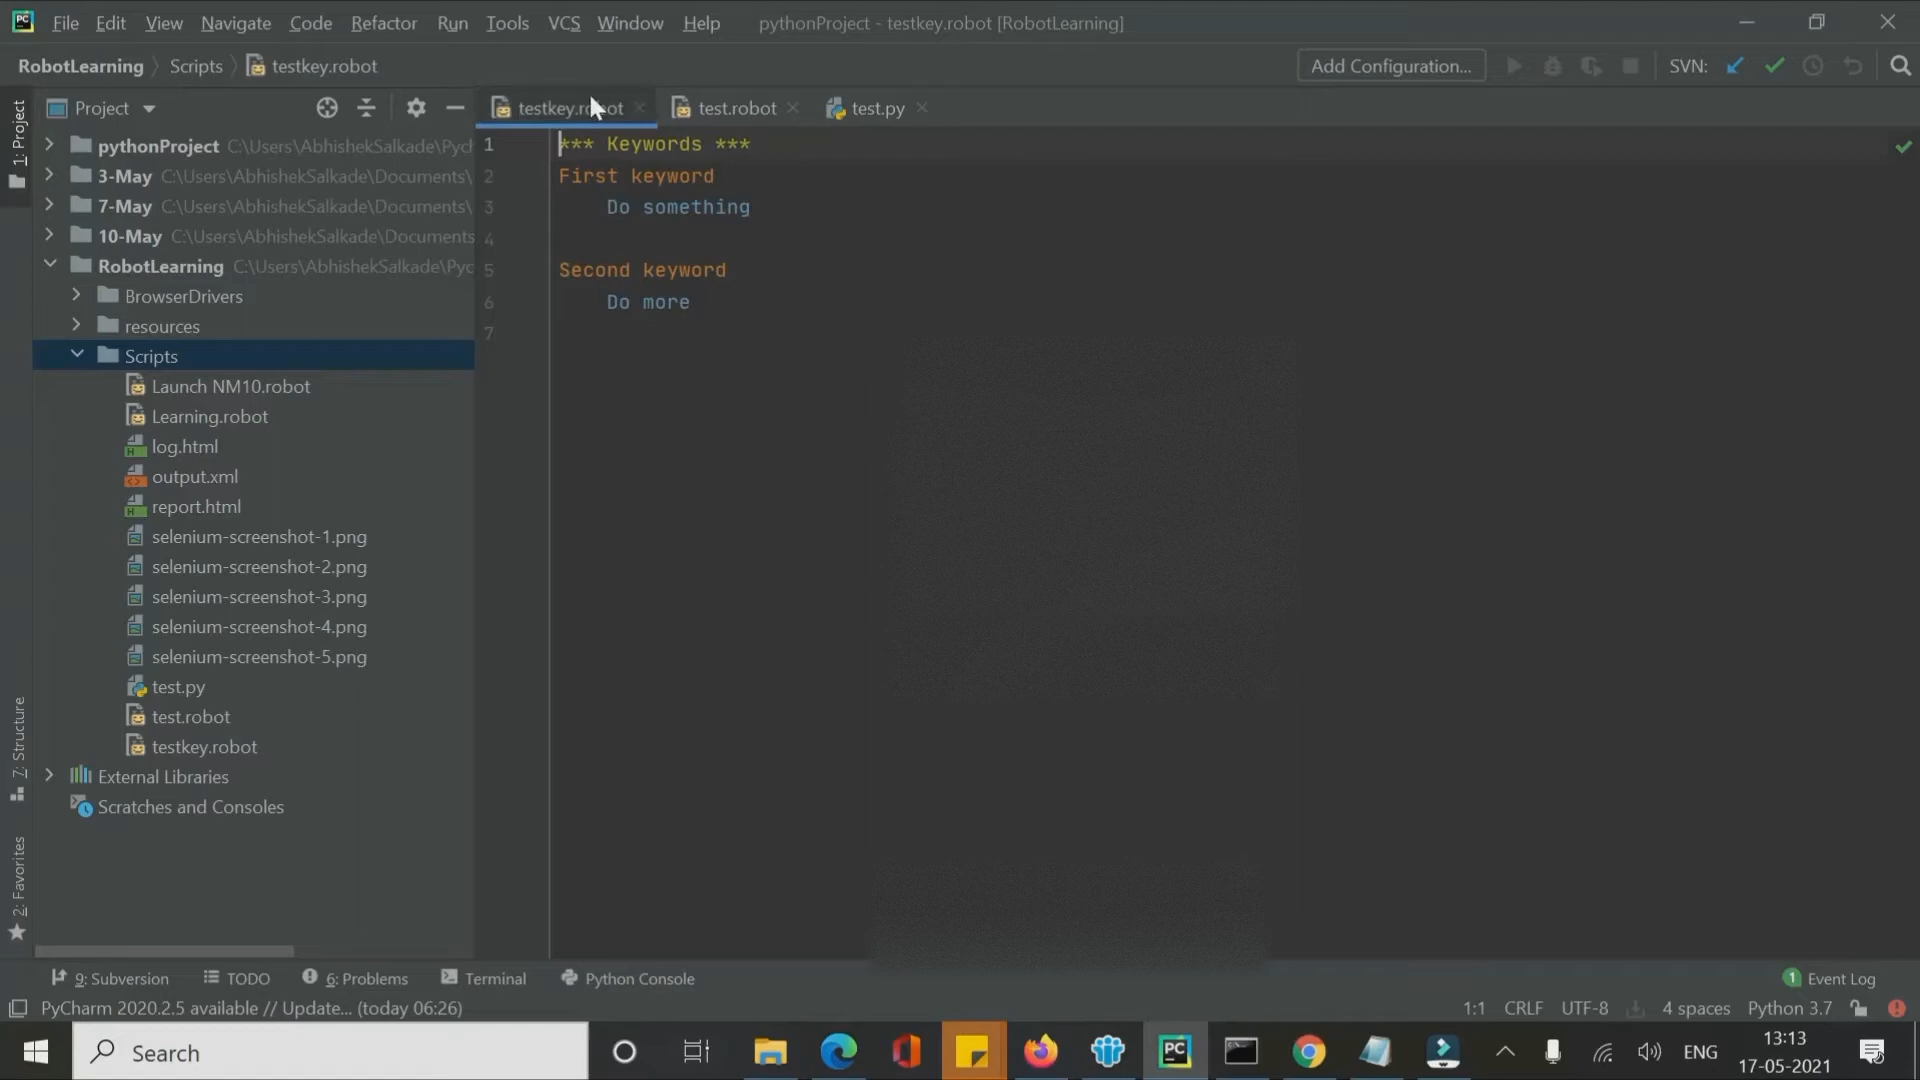 File Edit View Navigate Code Refactor Run Tools VCS Window Help pythonProject - testkey.robot [RobotLearning]
RobotLearning Scripts testkey.robot Add Configuration... SVN:
1: Project
Project
testkey.robot test.robot test.py
pythonProject C:\Users\AbhishekSalkade\Pych
3-May C:\Users\AbhishekSalkade\Documents\
7-May C:\Users\AbhishekSalkade\Documents\
10-May C:\Users\AbhishekSalkade\Documents
RobotLearning C:\Users\AbhishekSalkade\Pyc
BrowserDrivers
resources
Scripts
Launch NM10.robot
Learning.robot
log.html
output.xml
report.html
selenium-screenshot-1.png
selenium-screenshot-2.png
selenium-screenshot-3.png
selenium-screenshot-4.png
selenium-screenshot-5.png
test.py
test.robot
testkey.robot
External Libraries
Scratches and Consoles
1 *** Keywords ***
2 First keyword
3 Do something
4
5 Second keyword
6 Do more
7
7: Structure
2: Favorites
9: Subversion TODO 6: Problems Terminal Python Console 1 Event Log
PyCharm 2020.2.5 available // Update... (today 06:26) 1:1 CRLF UTF-8 4 spaces Python 3.7
Search PC ENG 13:13
17-05-2021